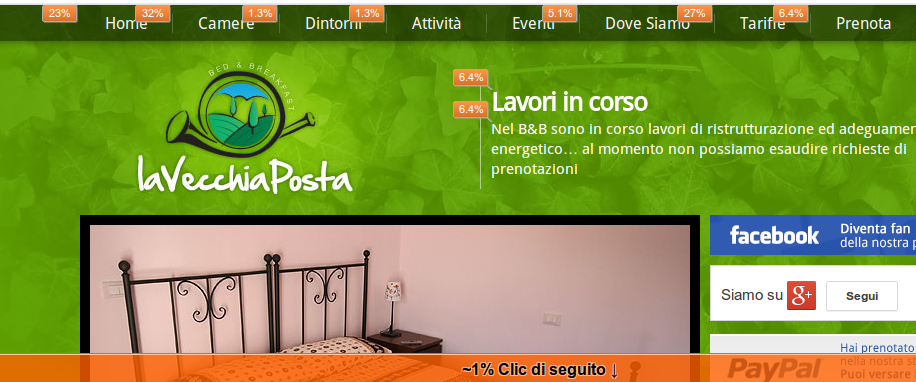 23% 32% 1.3% 1.3% 5.1% 27% 6.4%
Home Camere Dintorni Attività Eventi Dove Siamo Tariffe Prenota
BED & BREAKFAST
laVecchiaPosta
6.4%
Lavori in corso
6.4%
Nel B&B sono in corso lavori di ristrutturazione ed adeguamen
energetico... al momento non possiamo esaudire richieste di
prenotazioni
facebook
Diventa fan
della nostra p
Siamo su g+ Segui
Hai prenotato
nella nostra st
PayPal
Puoi versare
~1% Clic di seguito ↓